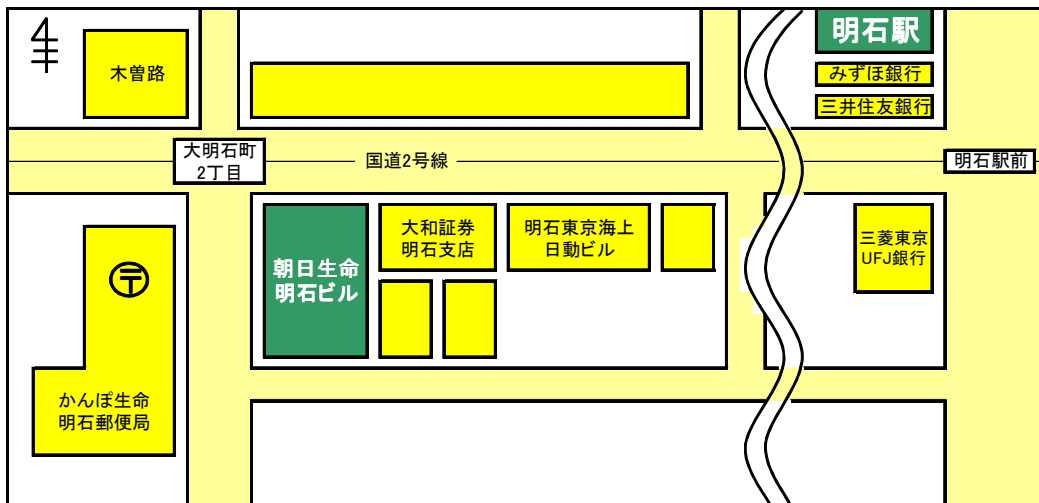 明石駅
木曽路
みずほ銀行
三井住友銀行
大明石町
2丁目
国道2号線
明石駅前
朝日生命
明石ビル
大和証券
明石支店
明石東京海上
日動ビル
三菱東京
UFJ銀行
〒
かんぽ生命
明石郵便局